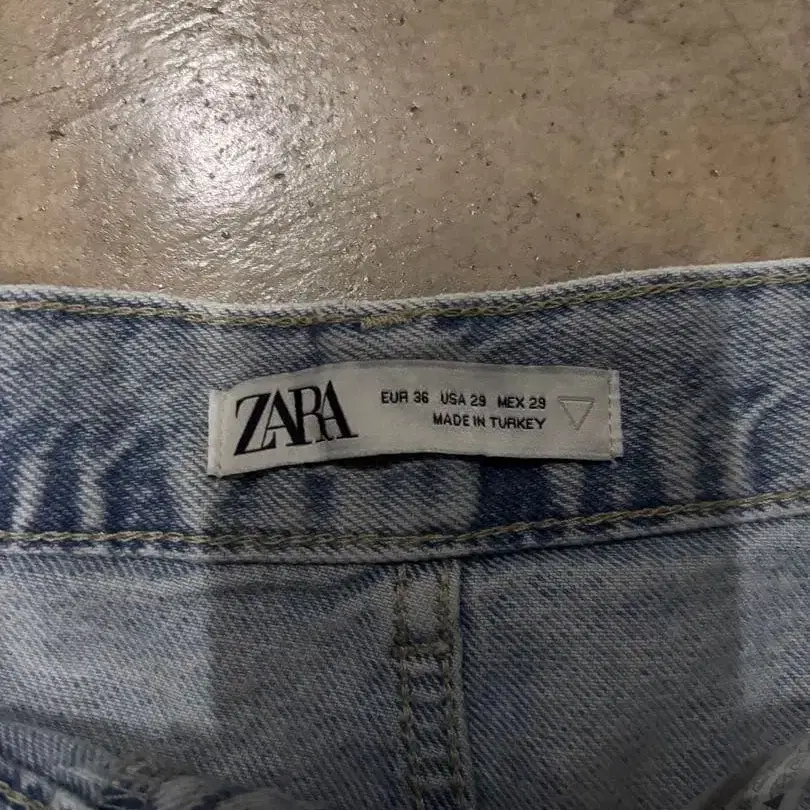 ZARA
EUR 36 USA 29 MEX 29
MADE IN TURKEY